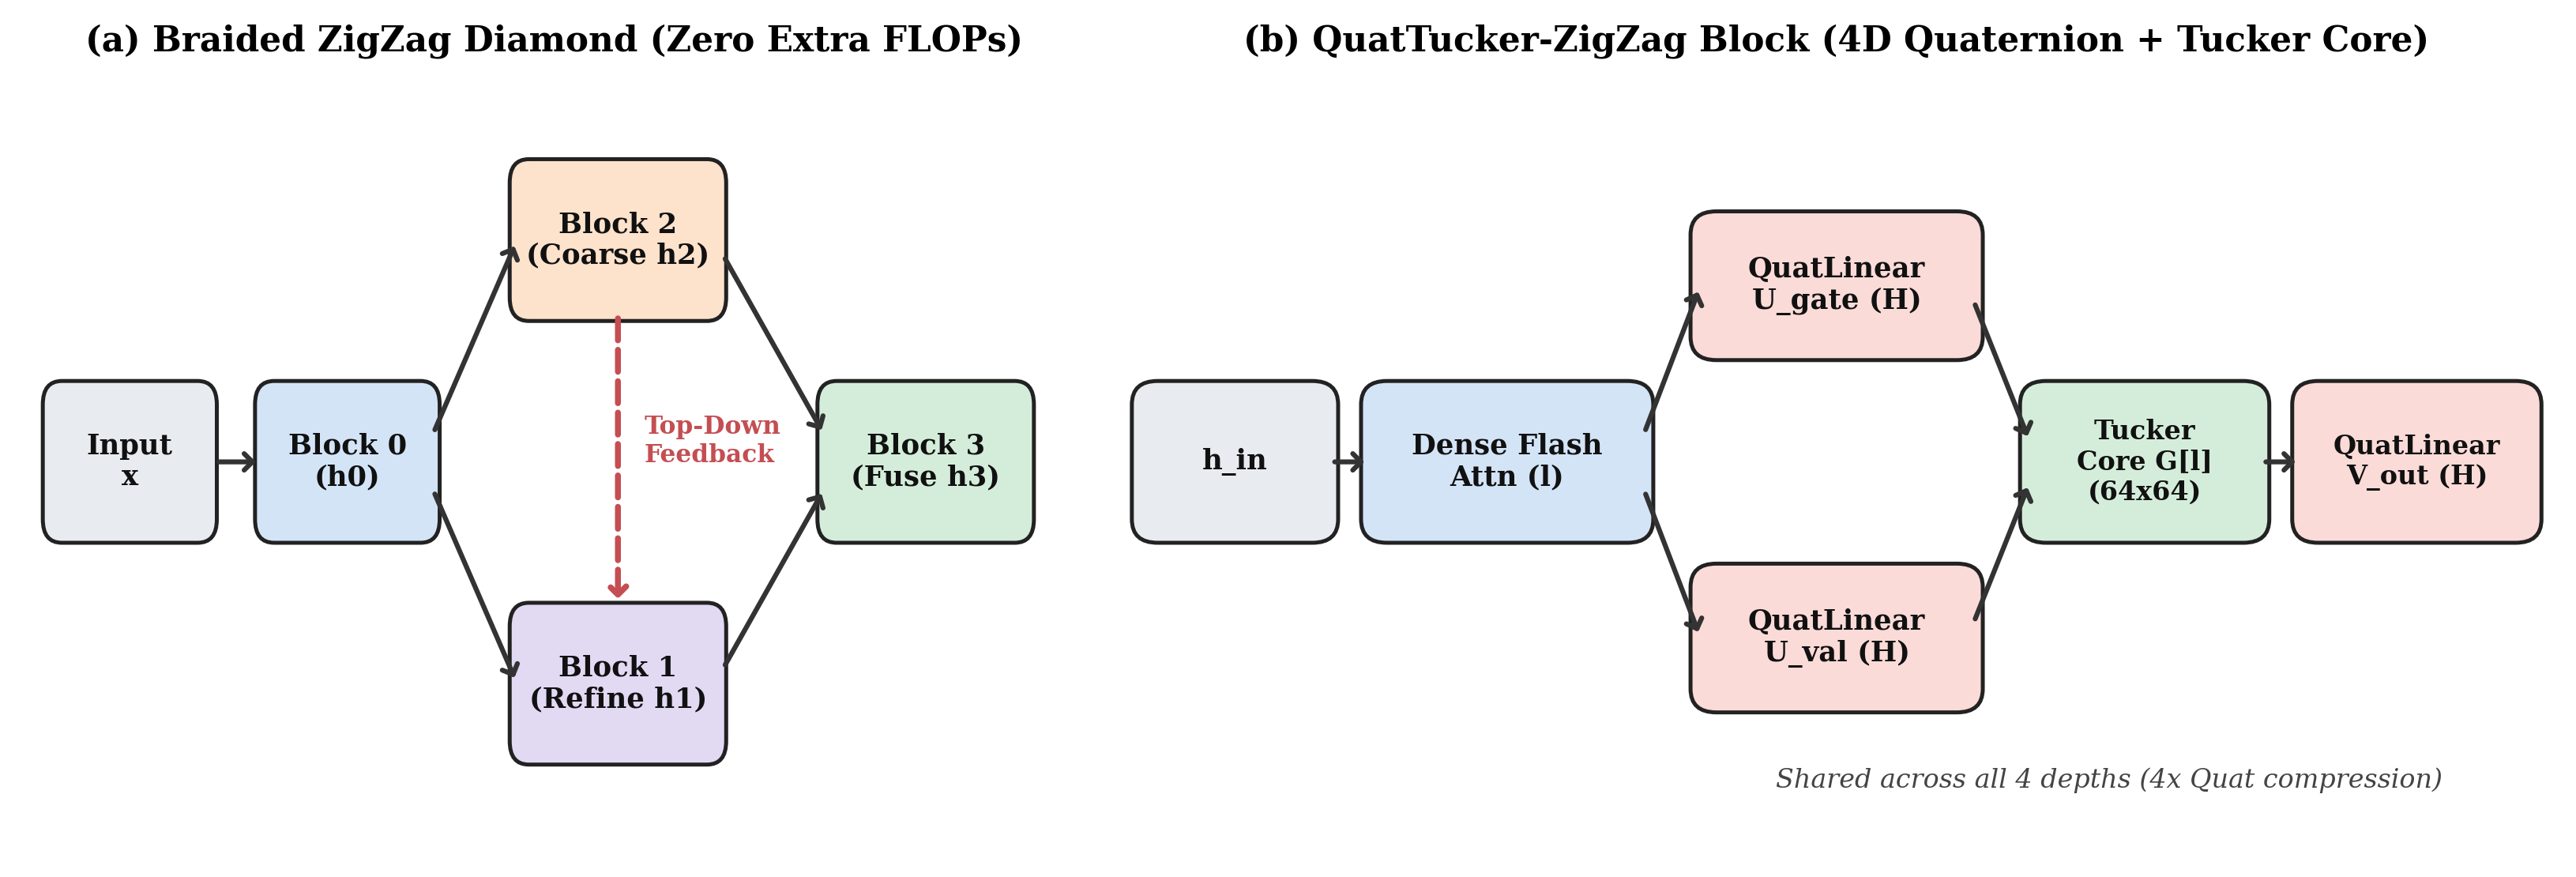 (a) Braided ZigZag Diamond (Zero Extra FLOPs)
Input
x
Block 0
(h0)
Block 2
(Coarse h2)
Top-Down
Feedback
Block 1
(Refine h1)
Block 3
(Fuse h3)
(b) QuatTucker-ZigZag Block (4D Quaternion + Tucker Core)
h_in
Dense Flash
Attn (l)
QuatLinear
U_gate (H)
QuatLinear
U_val (H)
Tucker
Core G[l]
(64x64)
QuatLinear
V_out (H)
Shared across all 4 depths (4x Quat compression)